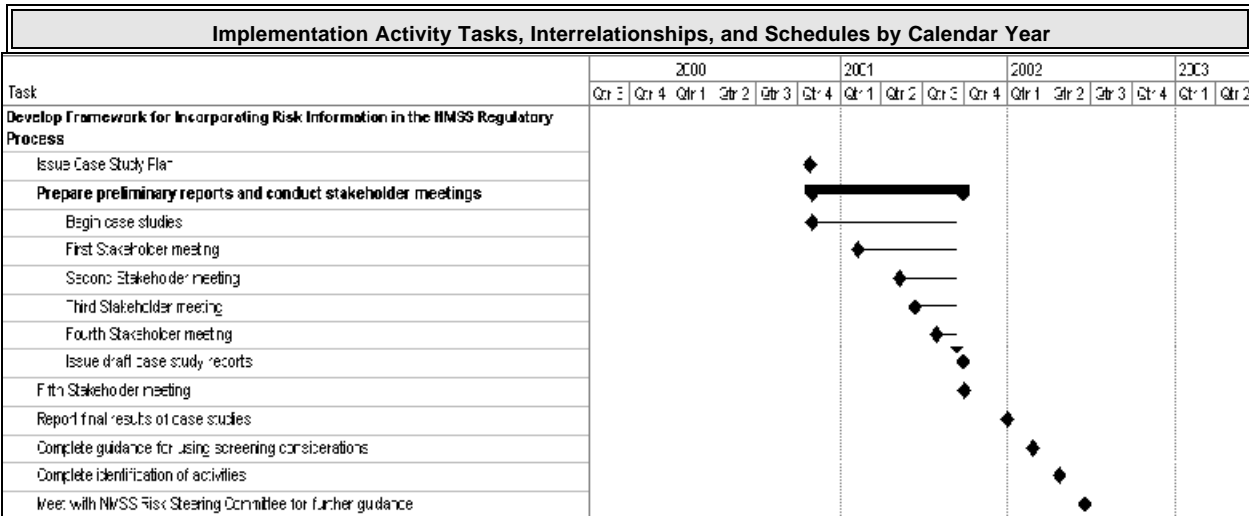 Implementation Activity Tasks, Interrelationships, and Schedules by Calendar Year
2000 2001 2002 2003
Task Qtr 3 Qtr 4 Qtr 1 Qtr 2 Qtr 3 Qtr 4 Qtr 1 Qtr 2 Qtr 3 Qtr 4 Qtr 1 Qtr 2 Qtr 3 Qtr 4 Qtr 1 Qtr 2
Develop Framework for Incorporating Risk Information in the NMSS Regulatory
Process
Issue Case Study Plan
Prepare preliminary reports and conduct stakeholder meetings
Begin case studies
First Stakeholder meeting
Second Stakeholder meeting
Third Stakeholder meeting
Fourth Stakeholder meeting
Issue draft case study reports
Fifth Stakeholder meeting
Report final results of case studies
Complete guidance for using screening considerations
Complete identification of activities
Meet with NMSS Risk Steering Committee for further guidance